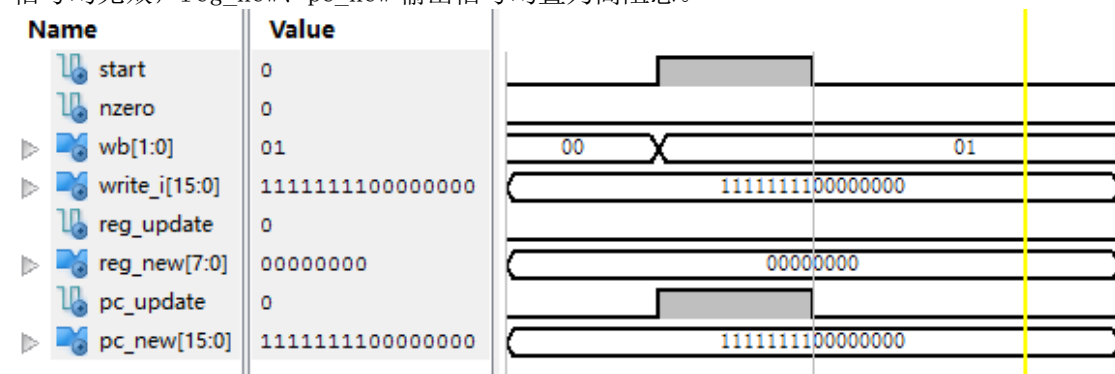 Name Value
start 0
nzero 0
wb[1:0] 01 00 01
write_i[15:0] 1111111100000000 1111111100000000
reg_update 0
reg_new[7:0] 00000000 00000000
pc_update 0
pc_new[15:0] 1111111100000000 1111111100000000